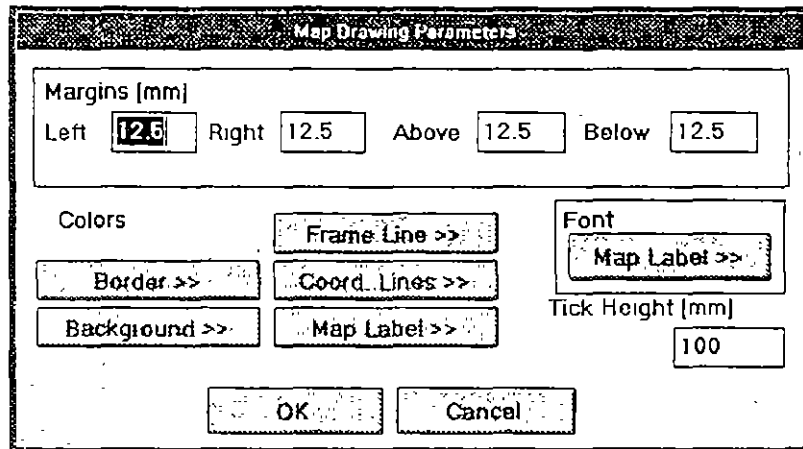 Map Drawing Parameters
Margins [mm]
Left 12.5 Right 12.5 Above 12.5 Below 12.5
Colors
Frame Line >>
Border >>
Coord. Lines >>
Background >>
Map Label >>
Font
Map Label >>
Tick Height [mm]
100
OK
Cancel